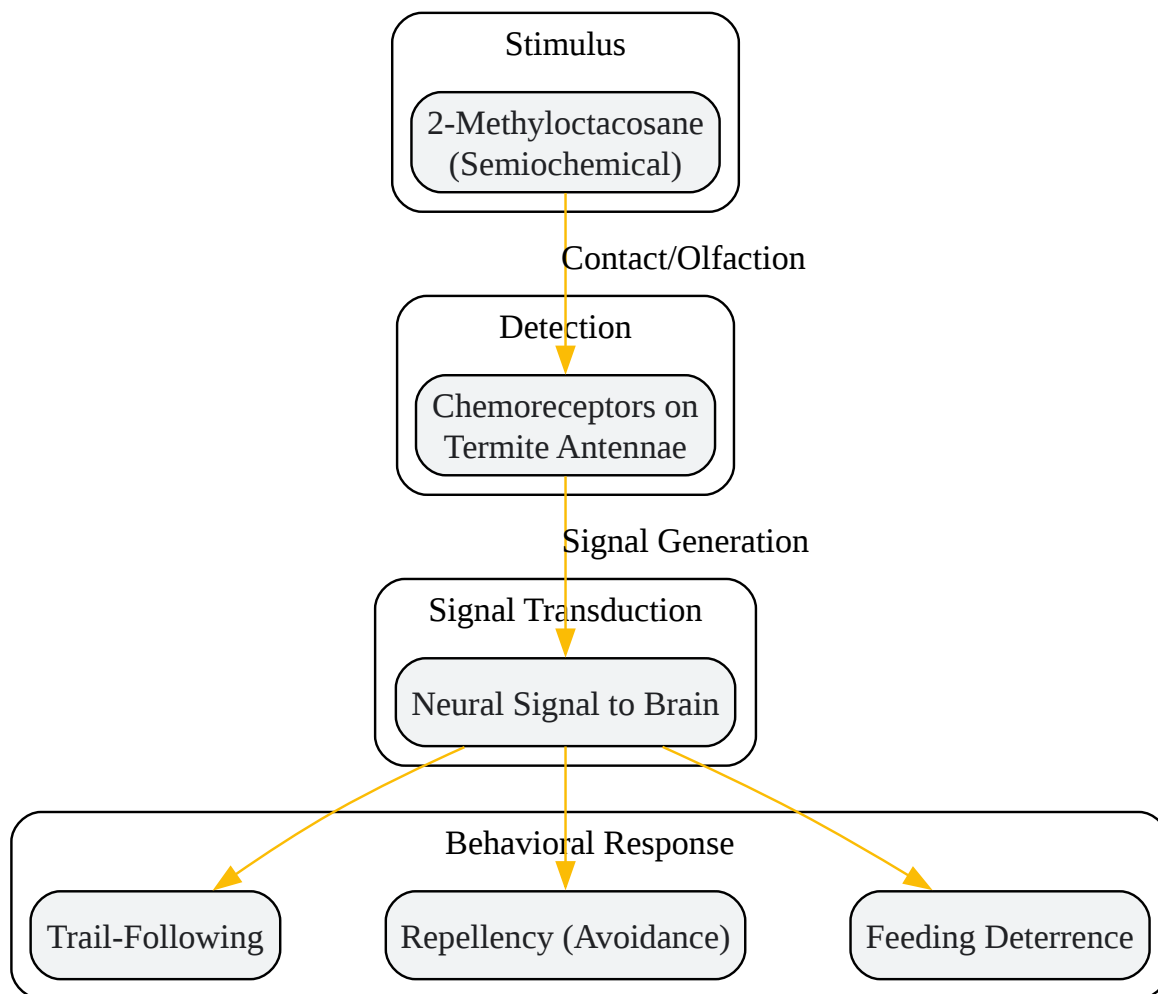 Stimulus
2-Methyloctacosane
(Semiochemical)
Contact/Olfaction
Detection
Chemoreceptors on
Termite Antennae
Signal Generation
Signal Transduction
Neural Signal to Brain
Behavioral Response
Trail-Following
Repellency (Avoidance)
Feeding Deterrence